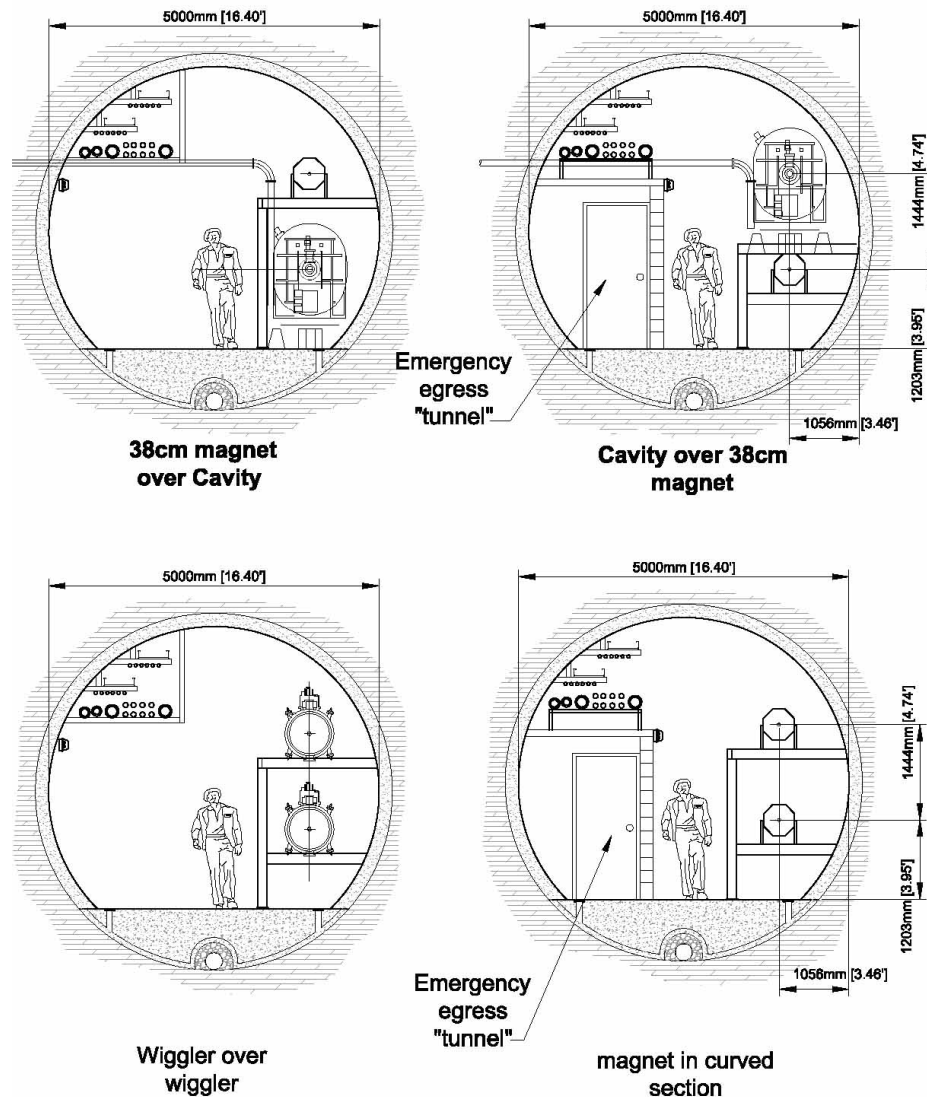 5000mm [16.40']
5000mm [16.40']
1444mm [4.74']
1203mm [3.95']
1056mm [3.46']
Emergency
egress
"tunnel"
38cm magnet
over Cavity
Cavity over 38cm
magnet
5000mm [16.40']
5000mm [16.40']
1444mm [4.74']
1203mm [3.95']
1056mm [3.46']
Emergency
egress
"tunnel"
Wiggler over
wiggler
magnet in curved
section